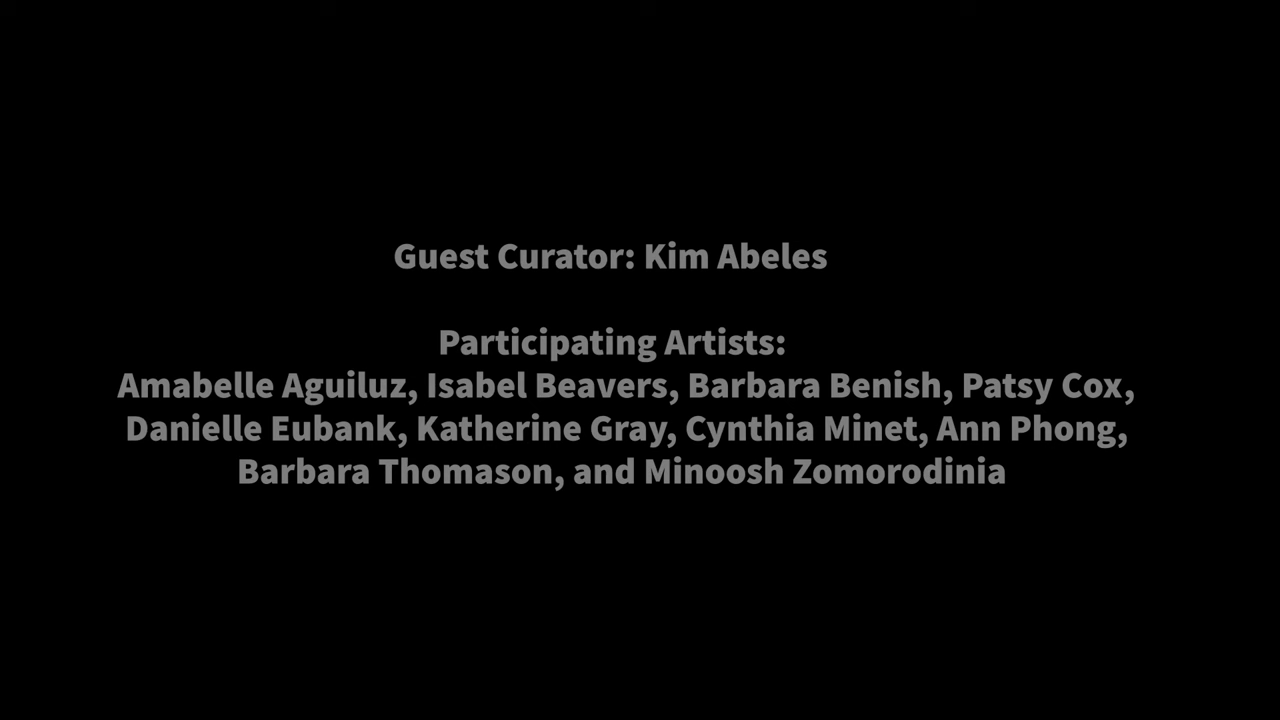 Guest Curator: Kim Abeles
Participating Artists:
Amabelle Aguiluz, Isabel Beavers, Barbara Benish, Patsy Cox,
Danielle Eubank, Katherine Gray, Cynthia Minet, Ann Phong,
Barbara Thomason, and Minoosh Zomorodinia